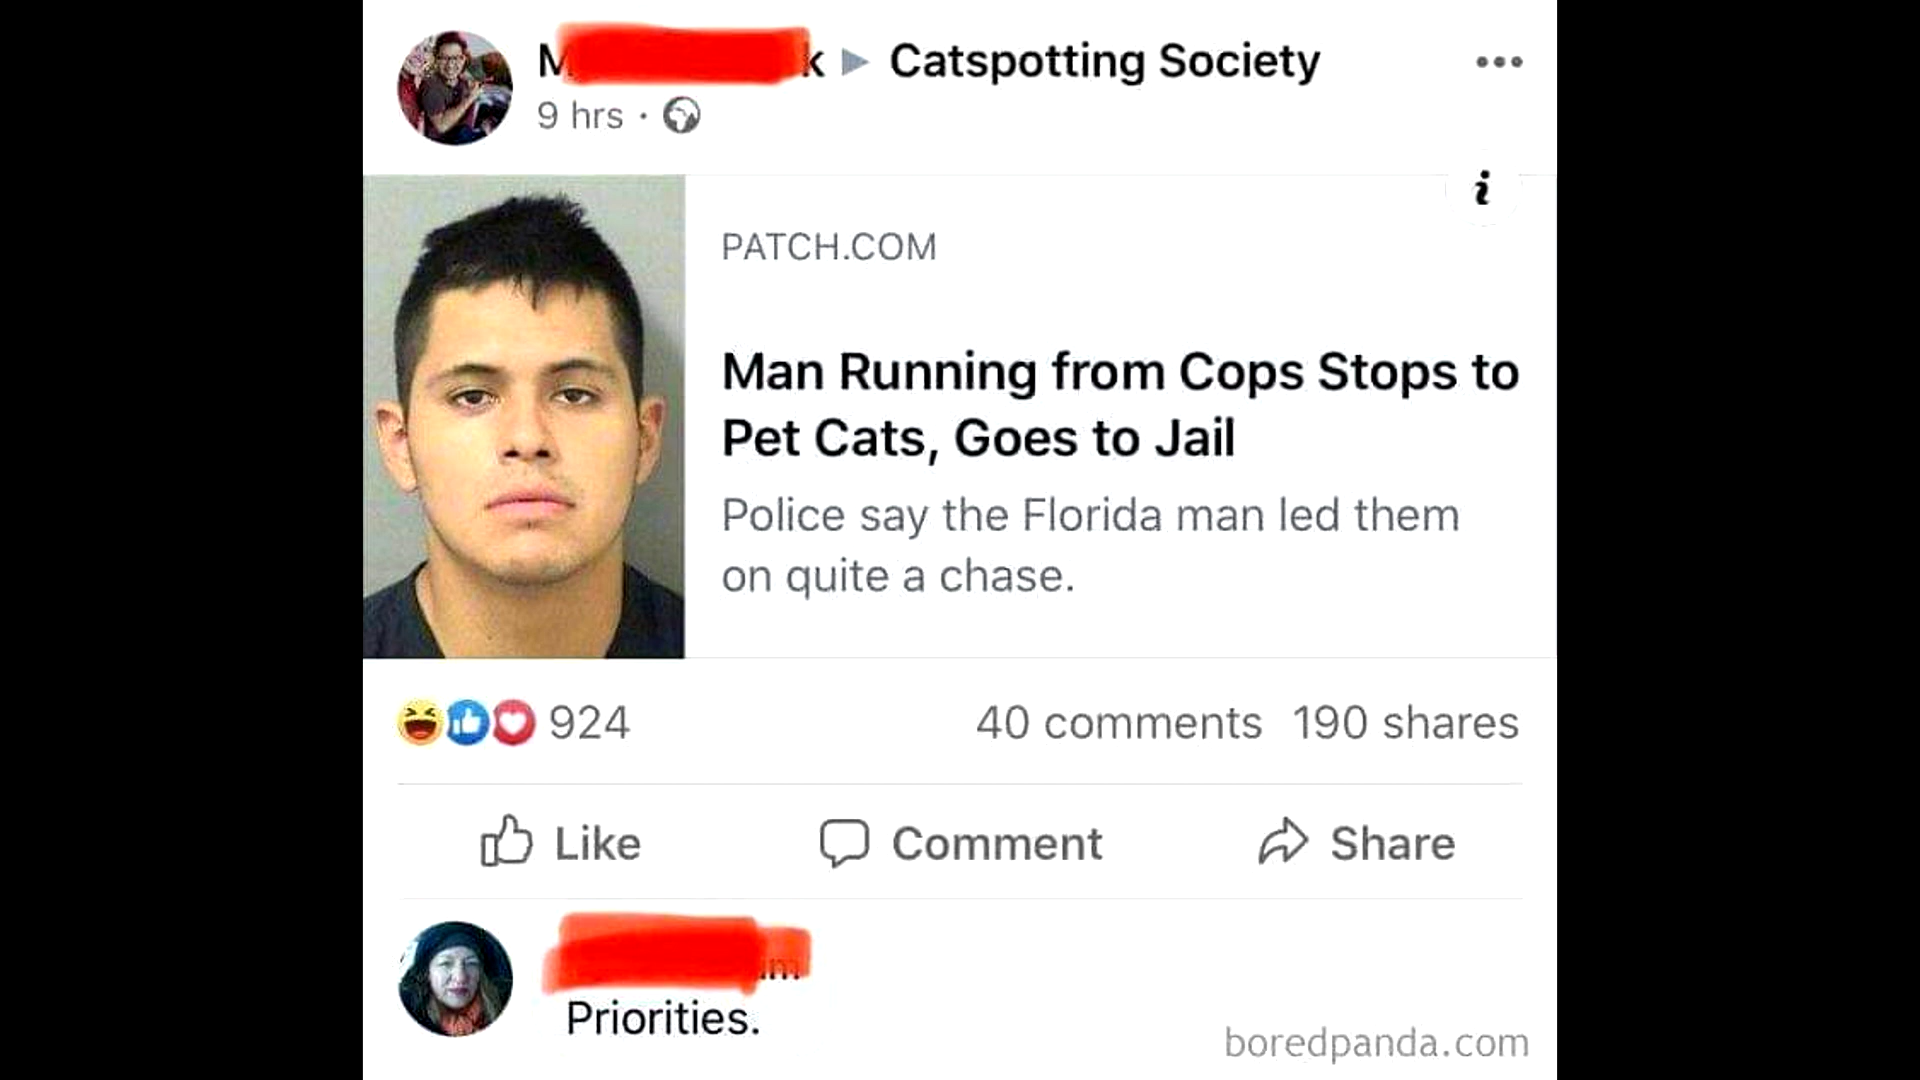 Catspotting Society
9 hrs ·
PATCH.COM
Man Running from Cops Stops to
Pet Cats, Goes to Jail
Police say the Florida man led them
on quite a chase.
924 40 comments 190 shares
Like Comment Share
Priorities.
boredpanda.com